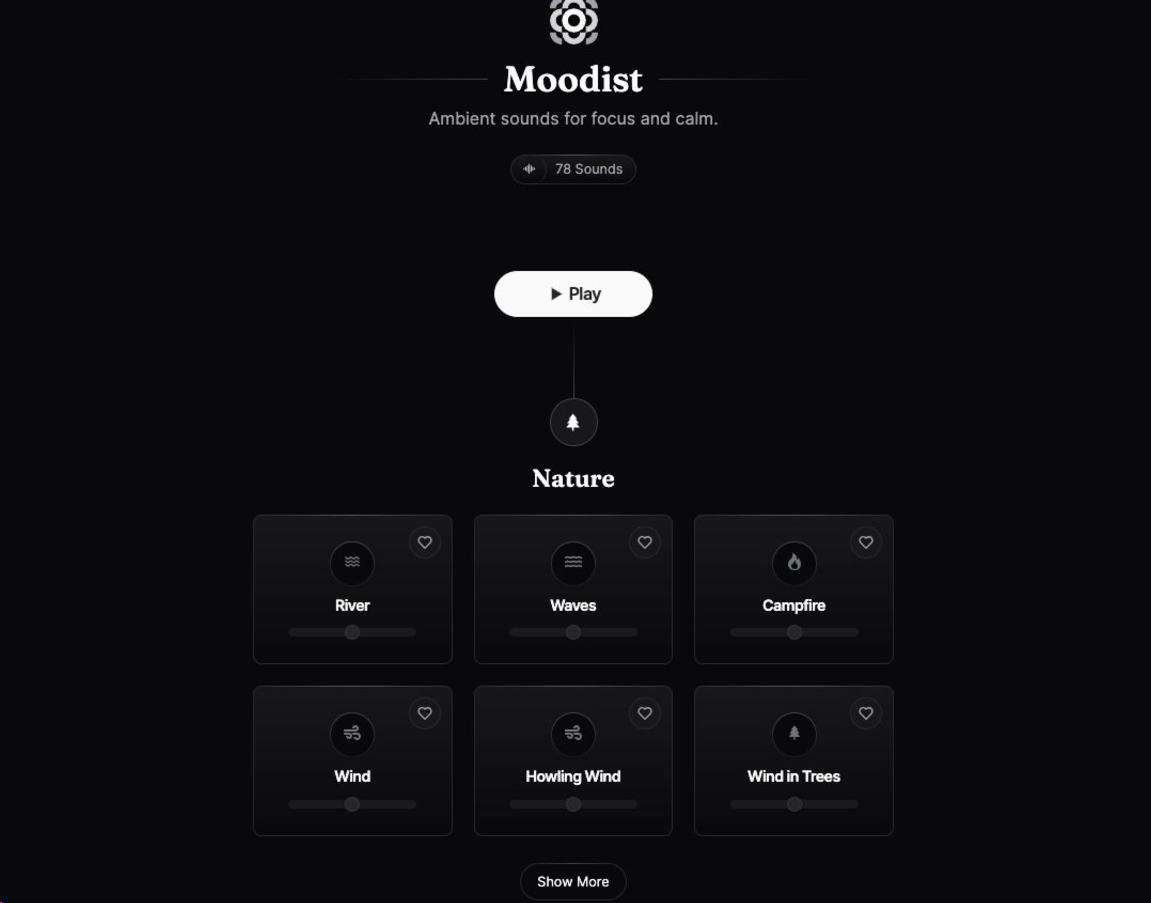 Moodist
Ambient sounds for focus and calm.
78 Sounds
Play
Nature
River
Waves
Campfire
Wind
Howling Wind
Wind in Trees
Show More